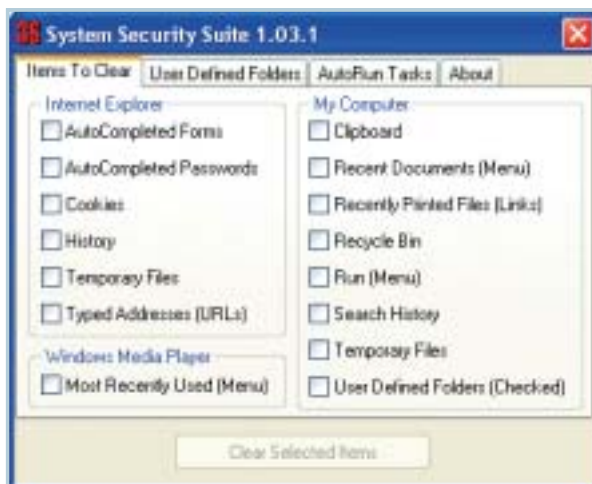 System Security Suite 1.03.1
Items To Clear
User Defined Folders
AutoRun Tasks
About
Internet Explorer
AutoCompleted Forms
AutoCompleted Passwords
Cookies
History
Temporary Files
Typed Addresses (URLs)
Windows Media Player
Most Recently Used (Menu)
My Computer
Clipboard
Recent Documents (Menu)
Recently Printed Files (Links)
Recycle Bin
Run (Menu)
Search History
Temporary Files
User Defined Folders (Checked)
Clear Selected Items